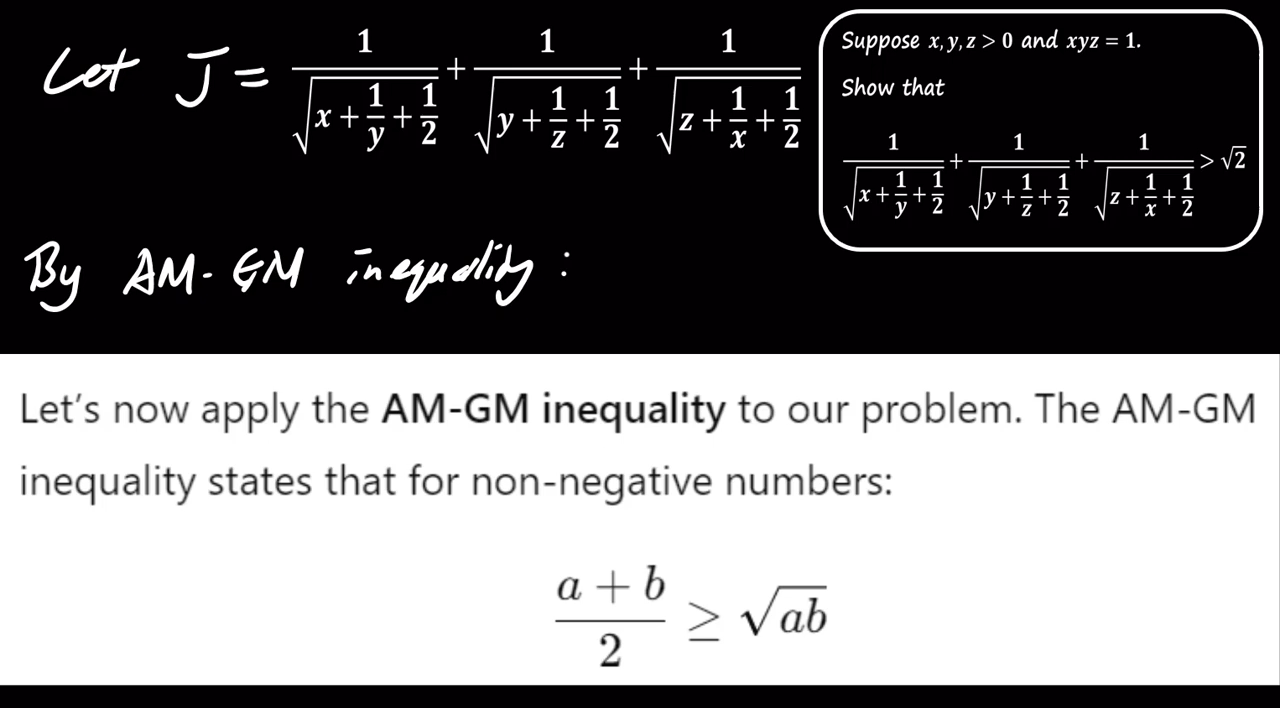 Let J = 1/√(x + 1/y + 1/2) + 1/√(y + 1/z + 1/2) + 1/√(z + 1/x + 1/2)
Suppose x, y, z > 0 and xyz = 1.
Show that
1/√(x + 1/y + 1/2) + 1/√(y + 1/z + 1/2) + 1/√(z + 1/x + 1/2) > √2
By AM-GM inequality :
Let’s now apply the AM-GM inequality to our problem. The AM-GM
inequality states that for non-negative numbers:
(a + b)/2 ≥ √ab